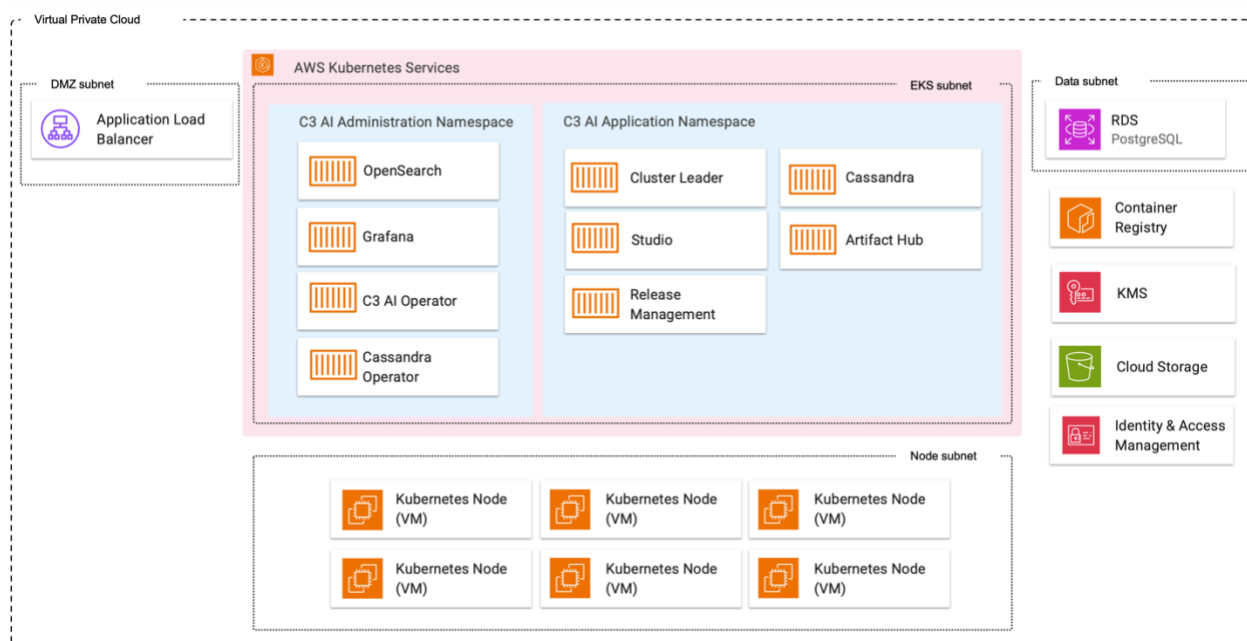 Virtual Private Cloud
DMZ subnet
Application Load
Balancer
AWS Kubernetes Services
EKS subnet
C3 AI Administration Namespace
OpenSearch
Grafana
C3 AI Operator
Cassandra
Operator
C3 AI Application Namespace
Cluster Leader
Cassandra
Studio
Artifact Hub
Release
Management
Data subnet
RDS
PostgreSQL
Container
Registry
KMS
Cloud Storage
Identity & Access
Management
Node subnet
Kubernetes Node
(VM)
Kubernetes Node
(VM)
Kubernetes Node
(VM)
Kubernetes Node
(VM)
Kubernetes Node
(VM)
Kubernetes Node
(VM)